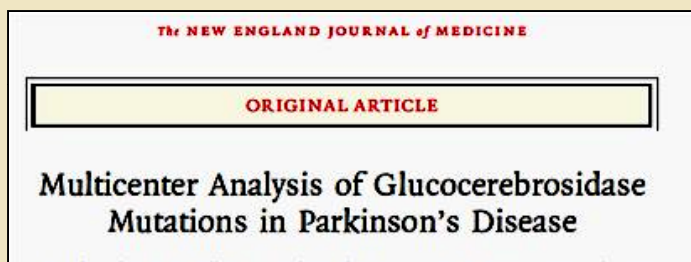 The NEW ENGLAND JOURNAL of MEDICINE
ORIGINAL ARTICLE
Multicenter Analysis of Glucocerebrosidase
Mutations in Parkinson's Disease